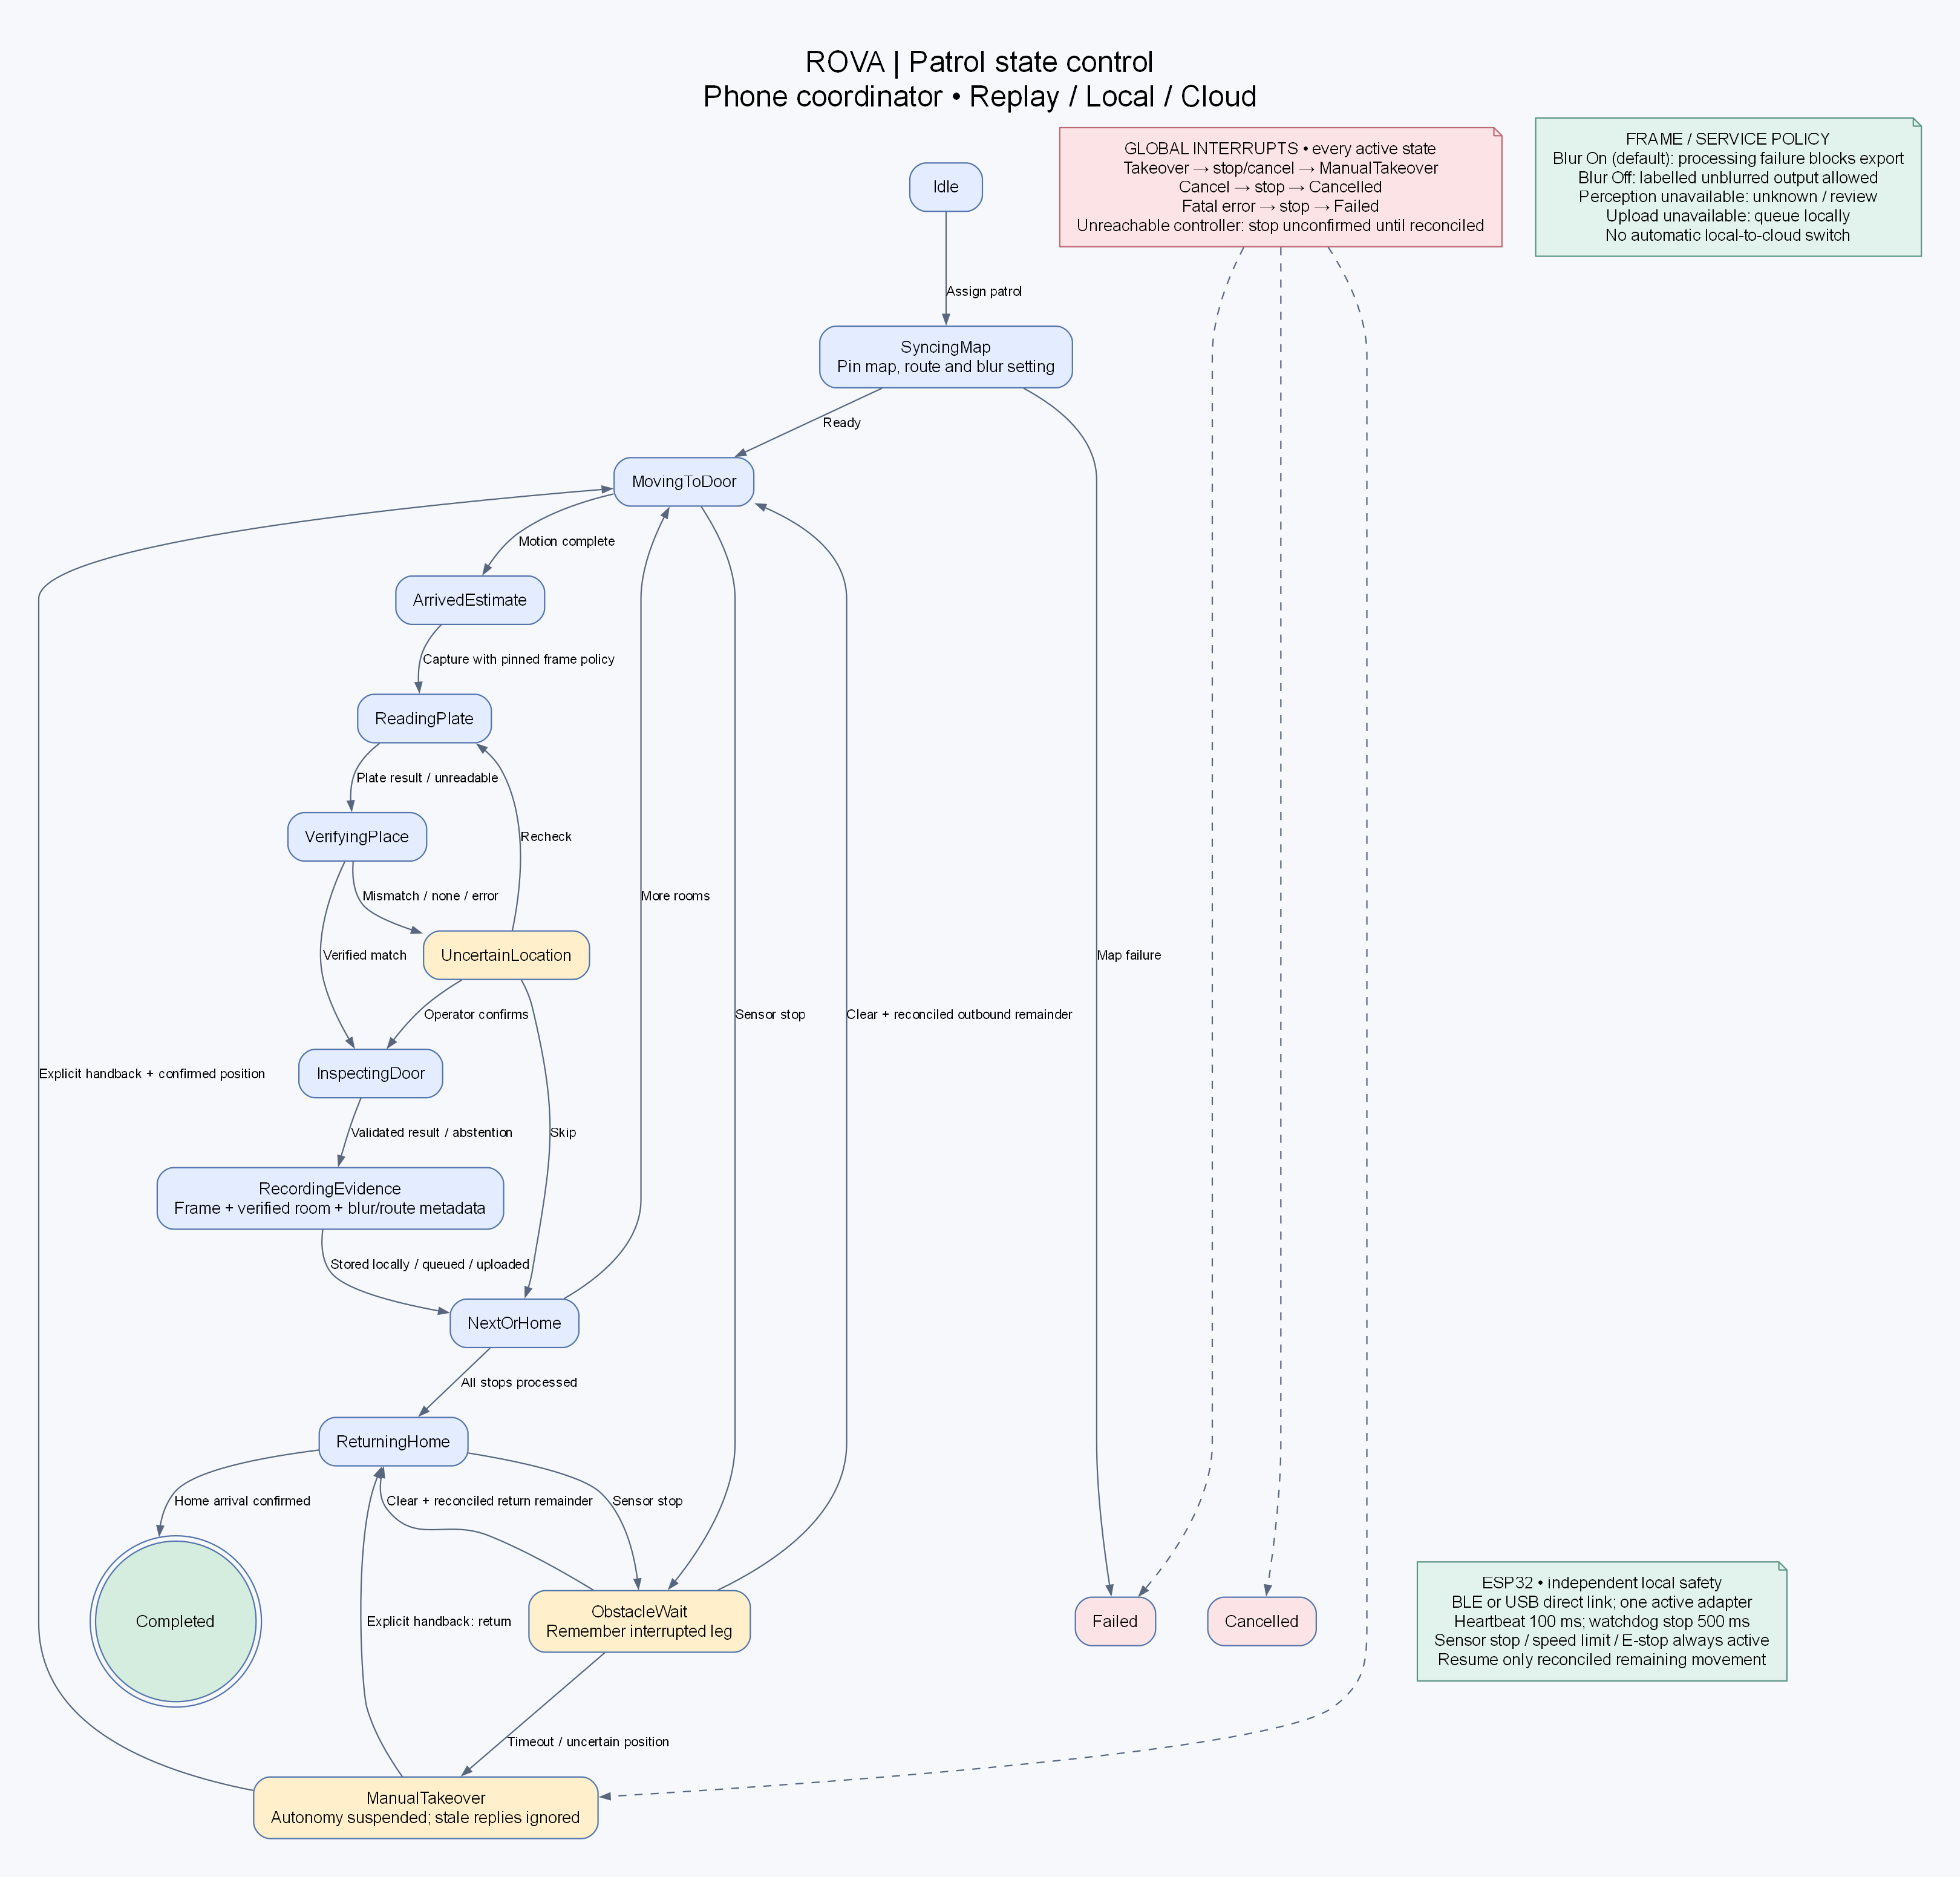 ROVA | Patrol state control
Phone coordinator • Replay / Local / Cloud
GLOBAL INTERRUPTS • every active state
Takeover → stop/cancel → ManualTakeover
Cancel → stop → Cancelled
Fatal error → stop → Failed
Unreachable controller: stop unconfirmed until reconciled
FRAME / SERVICE POLICY
Blur On (default): processing failure blocks export
Blur Off: labelled unblurred output allowed
Perception unavailable: unknown / review
Upload unavailable: queue locally
No automatic local-to-cloud switch
Idle
Assign patrol
SyncingMap
Pin map, route and blur setting
Ready
MovingToDoor
Motion complete
ArrivedEstimate
Capture with pinned frame policy
ReadingPlate
Plate result / unreadable
VerifyingPlace
Recheck
Mismatch / none / error
More rooms
Verified match
UncertainLocation
Map failure
Operator confirms
Sensor stop
Clear + reconciled outbound remainder
Explicit handback + confirmed position
InspectingDoor
Validated result / abstention
Skip
RecordingEvidence
Frame + verified room + blur/route metadata
Stored locally / queued / uploaded
NextOrHome
All stops processed
ReturningHome
Home arrival confirmed
Clear + reconciled return remainder
Sensor stop
Completed
Explicit handback: return
ObstacleWait
Remember interrupted leg
Failed
Cancelled
ESP32 • independent local safety
BLE or USB direct link; one active adapter
Heartbeat 100 ms; watchdog stop 500 ms
Sensor stop / speed limit / E-stop always active
Resume only reconciled remaining movement
Timeout / uncertain position
ManualTakeover
Autonomy suspended; stale replies ignored